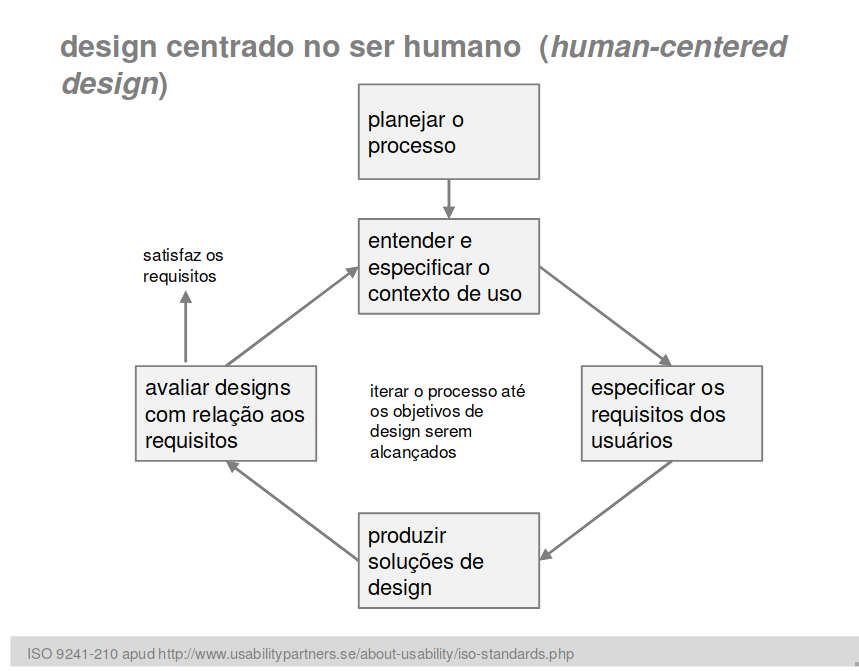 design centrado no ser humano (human-centered
design)
planejar o
processo
entender e
especificar o
contexto de uso
satisfaz os
requisitos
avaliar designs
com relação aos
requisitos
iterar o processo até
os objetivos de
design serem
alcançados
especificar os
requisitos dos
usuários
produzir
soluções de
design
ISO 9241-210 apud http://www.usabilitypartners.se/about-usability/iso-standards.php